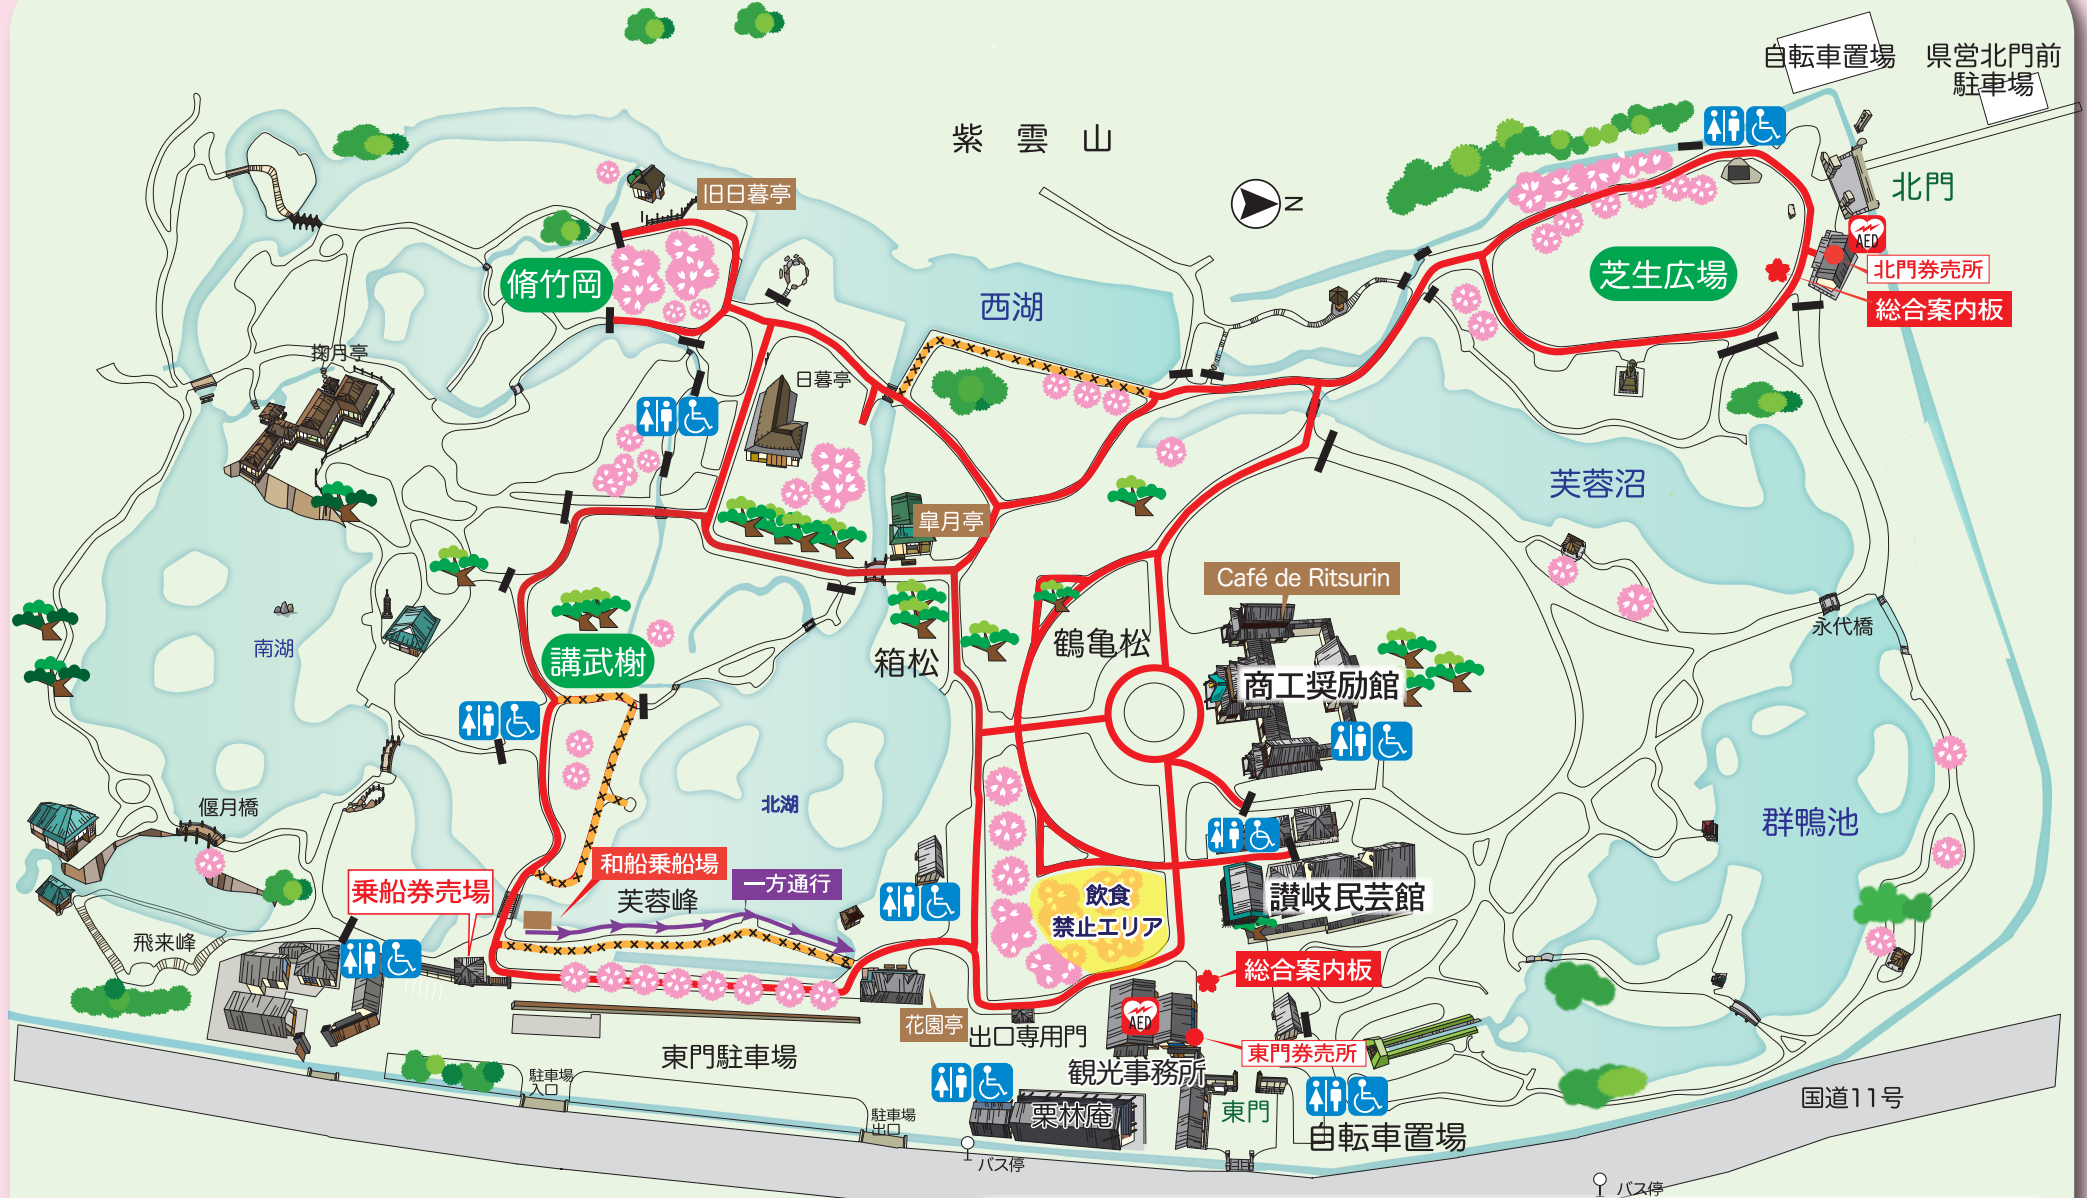 自転車置場
県営北門前
駐車場
紫雲山
N
北門
AED
北門券売所
総合案内板
旧日暮亭
脩竹岡
芝生広場
西湖
掬月亭
日暮亭
芙蓉沼
皐月亭
Café de Ritsurin
永代橋
南湖
講武榭
箱松
鶴亀松
商工奨励館
偃月橋
北湖
群鴨池
和船乗船場
一方通行
乗船券売場
芙蓉峰
飲食
禁止エリア
讃岐民芸館
飛来峰
総合案内板
AED
花園亭
出口専用門
東門券売所
東門駐車場
観光事務所
駐車場
入口
駐車場
出口
栗林庵
東門
自転車置場
国道11号
バス停
バス停